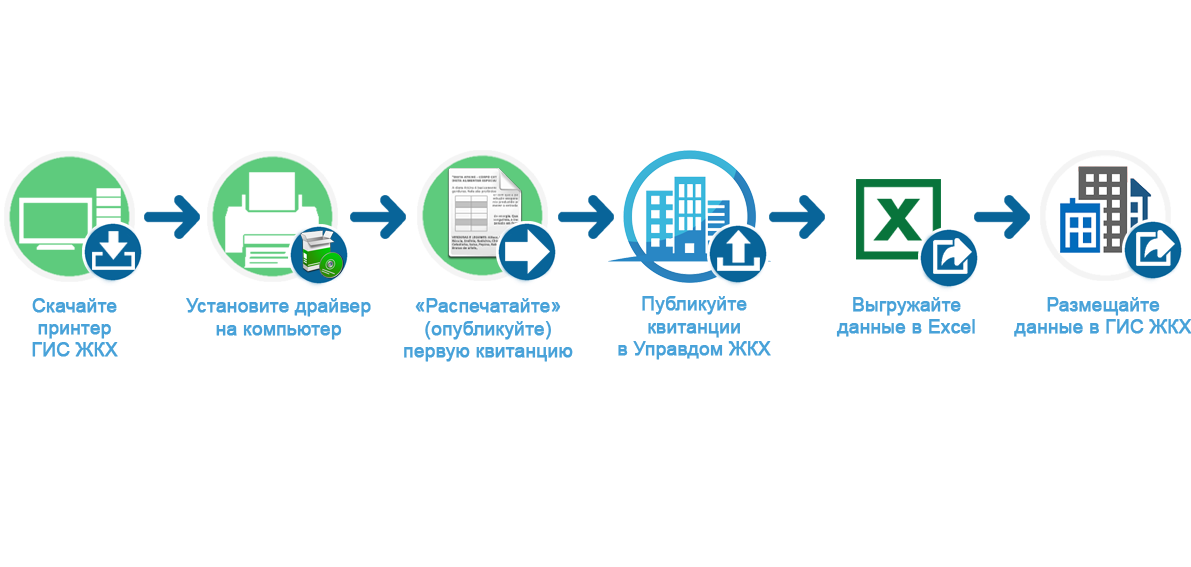 Скачайте
принтер
ГИС ЖКХ
Установите драйвер
на компьютер
«Распечатайте»
(опубликуйте)
первую квитанцию
Публикуйте
квитанции
в Управдом ЖКХ
X
Выгружайте
данные в Excel
Размещайте
данные в ГИС ЖКХ